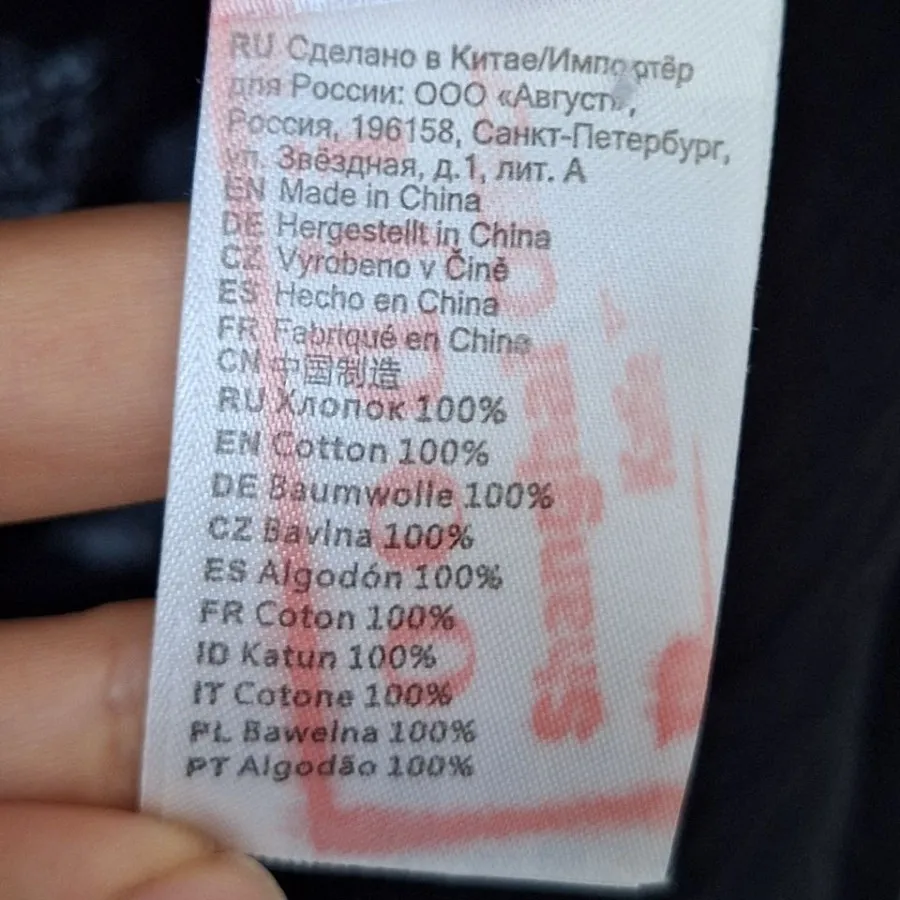 RU Сделано в Китае/Импортёр
для России: ООО «Август»,
Россия, 196158, Санкт-Петербург,
ул. Звёздная, д.1, лит. А
EN Made in China
DE Hergestellt in China
CZ Vyrobeno v Čině
ES Hecho en China
FR Fabriqué en Chine
CN 中国制造
RU Хлопок 100%
EN Cotton 100%
DE Baumwolle 100%
CZ Bavlna 100%
ES Algodón 100%
FR Coton 100%
ID Katun 100%
IT Cotone 100%
PL Bawelna 100%
PT Algodão 100%